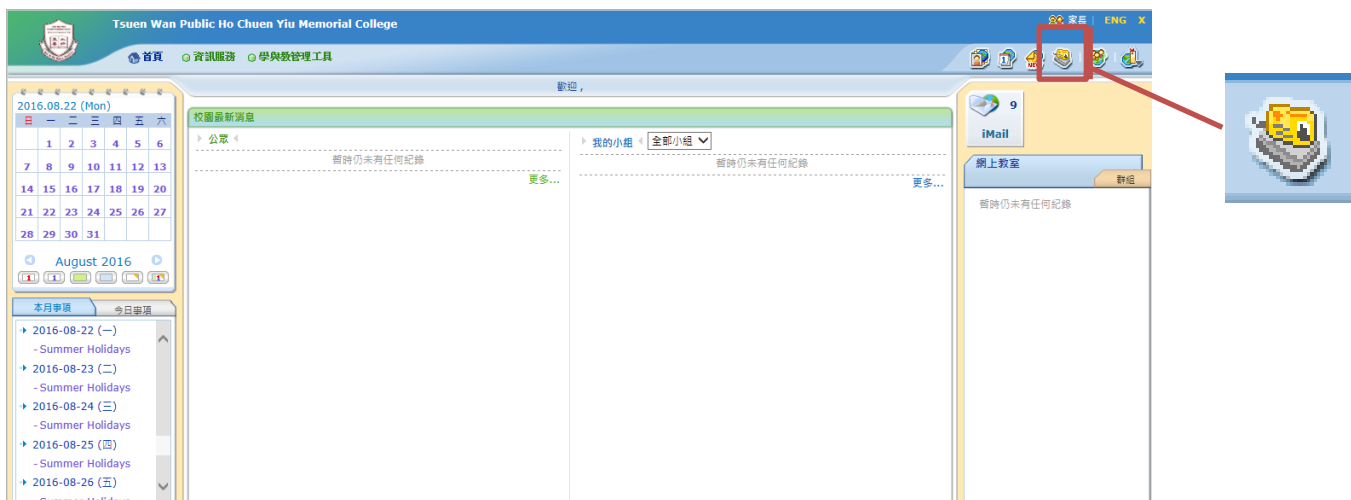 Tsuen Wan Public Ho Chuen Yiu Memorial College
家長 | ENG X
首頁 資訊服務 學與教管理工具
歡迎 ,
2016.08.22 (Mon)
日 一 二 三 四 五 六
1 2 3 4 5 6
7 8 9 10 11 12 13
14 15 16 17 18 19 20
21 22 23 24 25 26 27
28 29 30 31
August 2016
本月事項 今日事項
2016-08-22 (一)
- Summer Holidays
2016-08-23 (二)
- Summer Holidays
2016-08-24 (三)
- Summer Holidays
2016-08-25 (四)
- Summer Holidays
2016-08-26 (五)
校園最新消息
公眾
暫時仍未有任何紀錄
更多...
我的小組 全部小組
暫時仍未有任何紀錄
更多...
9
iMail
網上教室
群組
暫時仍未有任何紀錄